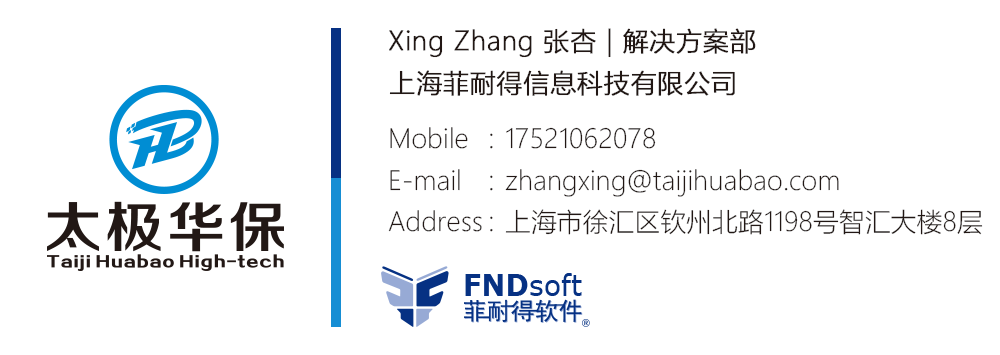 太极华保
Taiji Huabao High-tech
Xing Zhang 张杏 | 解决方案部
上海菲耐得信息科技有限公司
Mobile : 17521062078
E-mail : zhangxing@taijihuabao.com
Address : 上海市徐汇区钦州北路1198号智汇大楼8层
FNDsoft
菲耐得软件®